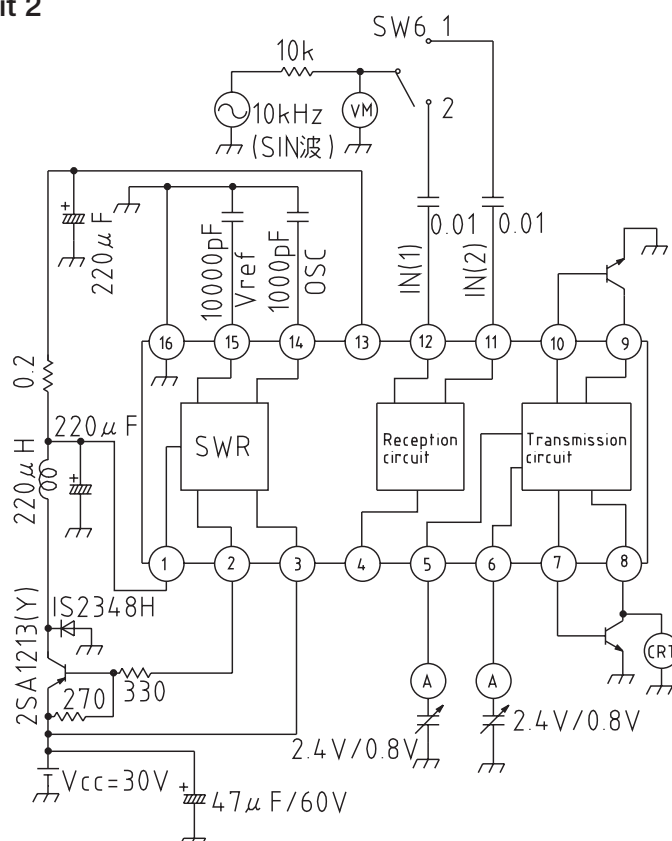 it 2
SW6 1
10k
VM
2
10kHz
(SIN波)
220μF
10000pF
Vref
1000pF
OSC
0.01
0.01
IN(1)
IN(2)
16
15
14
13
12
11
10
9
0.2
220μF
220μH
SWR
Reception
circuit
Transmission
circuit
1
2
3
4
5
6
7
8
IS2348H
2SA1213(Y)
330
270
A
A
CRT
2.4V/0.8V
2.4V/0.8V
Vcc=30V
47μF/60V